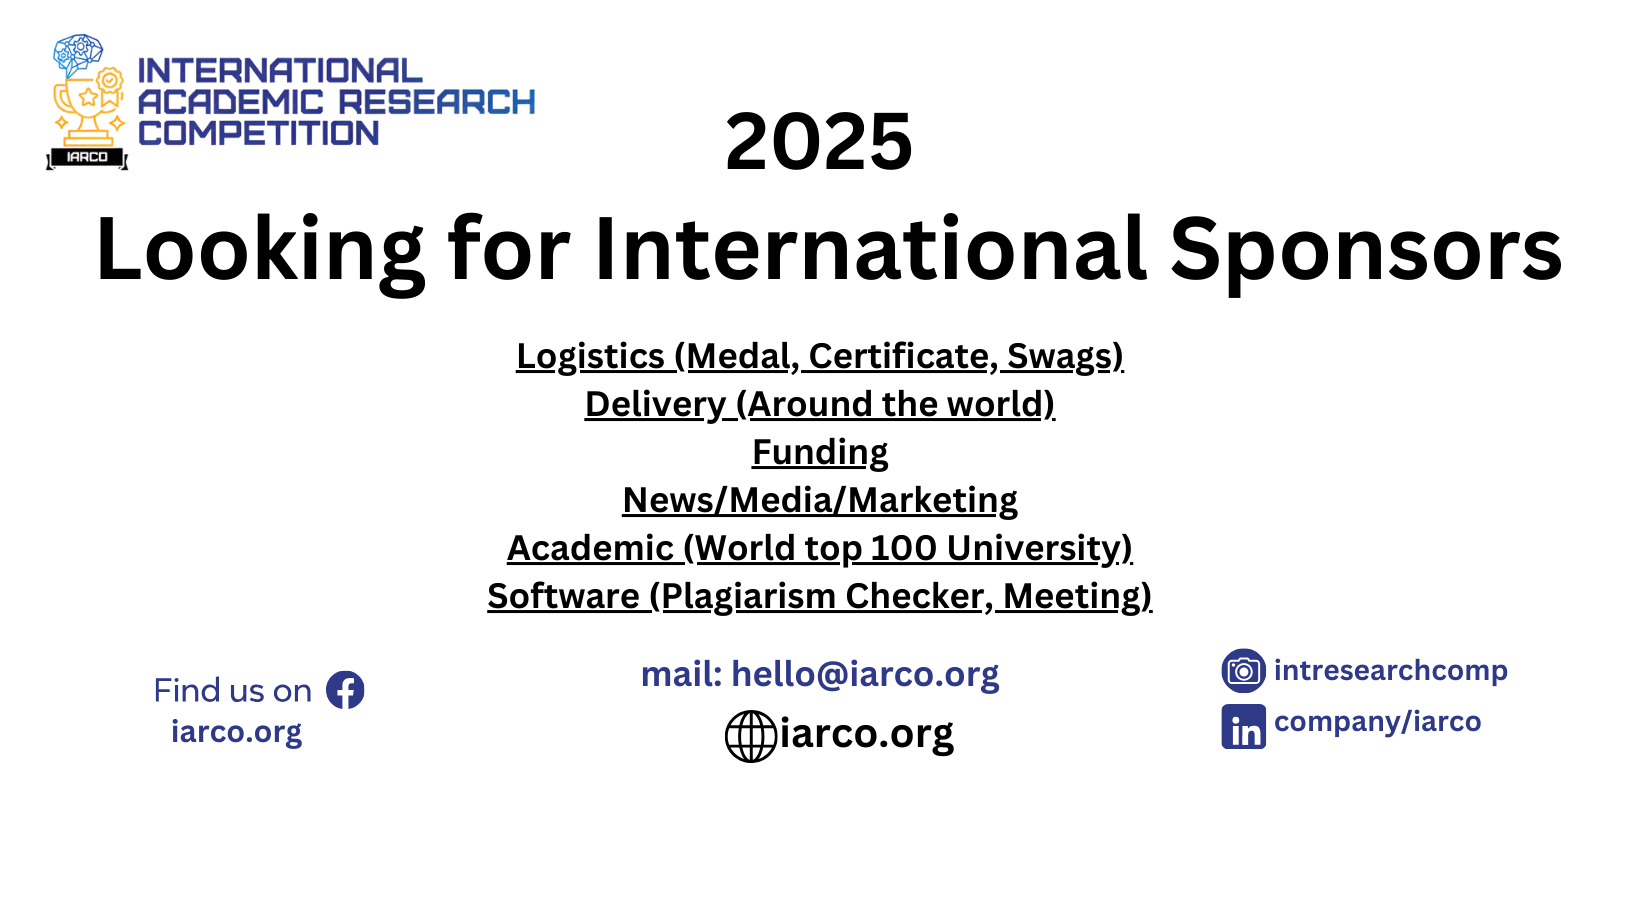 INTERNATIONAL
ACADEMIC RESEARCH
COMPETITION
IARCO
2025
Looking for International Sponsors
Logistics (Medal, Certificate, Swags)
Delivery (Around the world)
Funding
News/Media/Marketing
Academic (World top 100 University)
Software (Plagiarism Checker, Meeting)
Find us on
iarco.org
mail: hello@iarco.org
iarco.org
intresearchcomp
in company/iarco